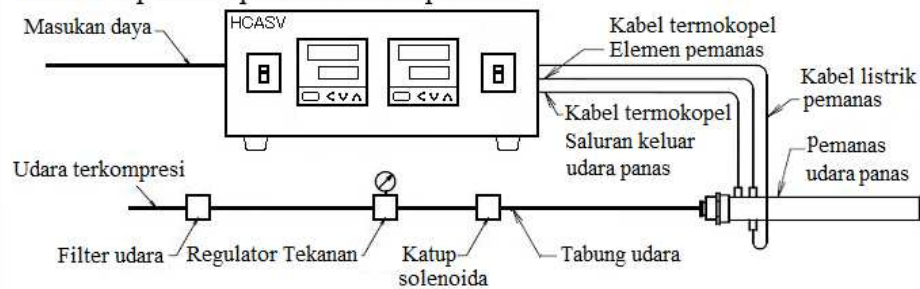 Masukan daya
HCASV
Kabel termokopel
Elemen pemanas
Kabel listrik
pemanas
Kabel termokopel
Saluran keluar
udara panas
Pemanas
udara panas
Udara terkompresi
Filter udara
Regulator Tekanan
Katup
solenoida
Tabung udara